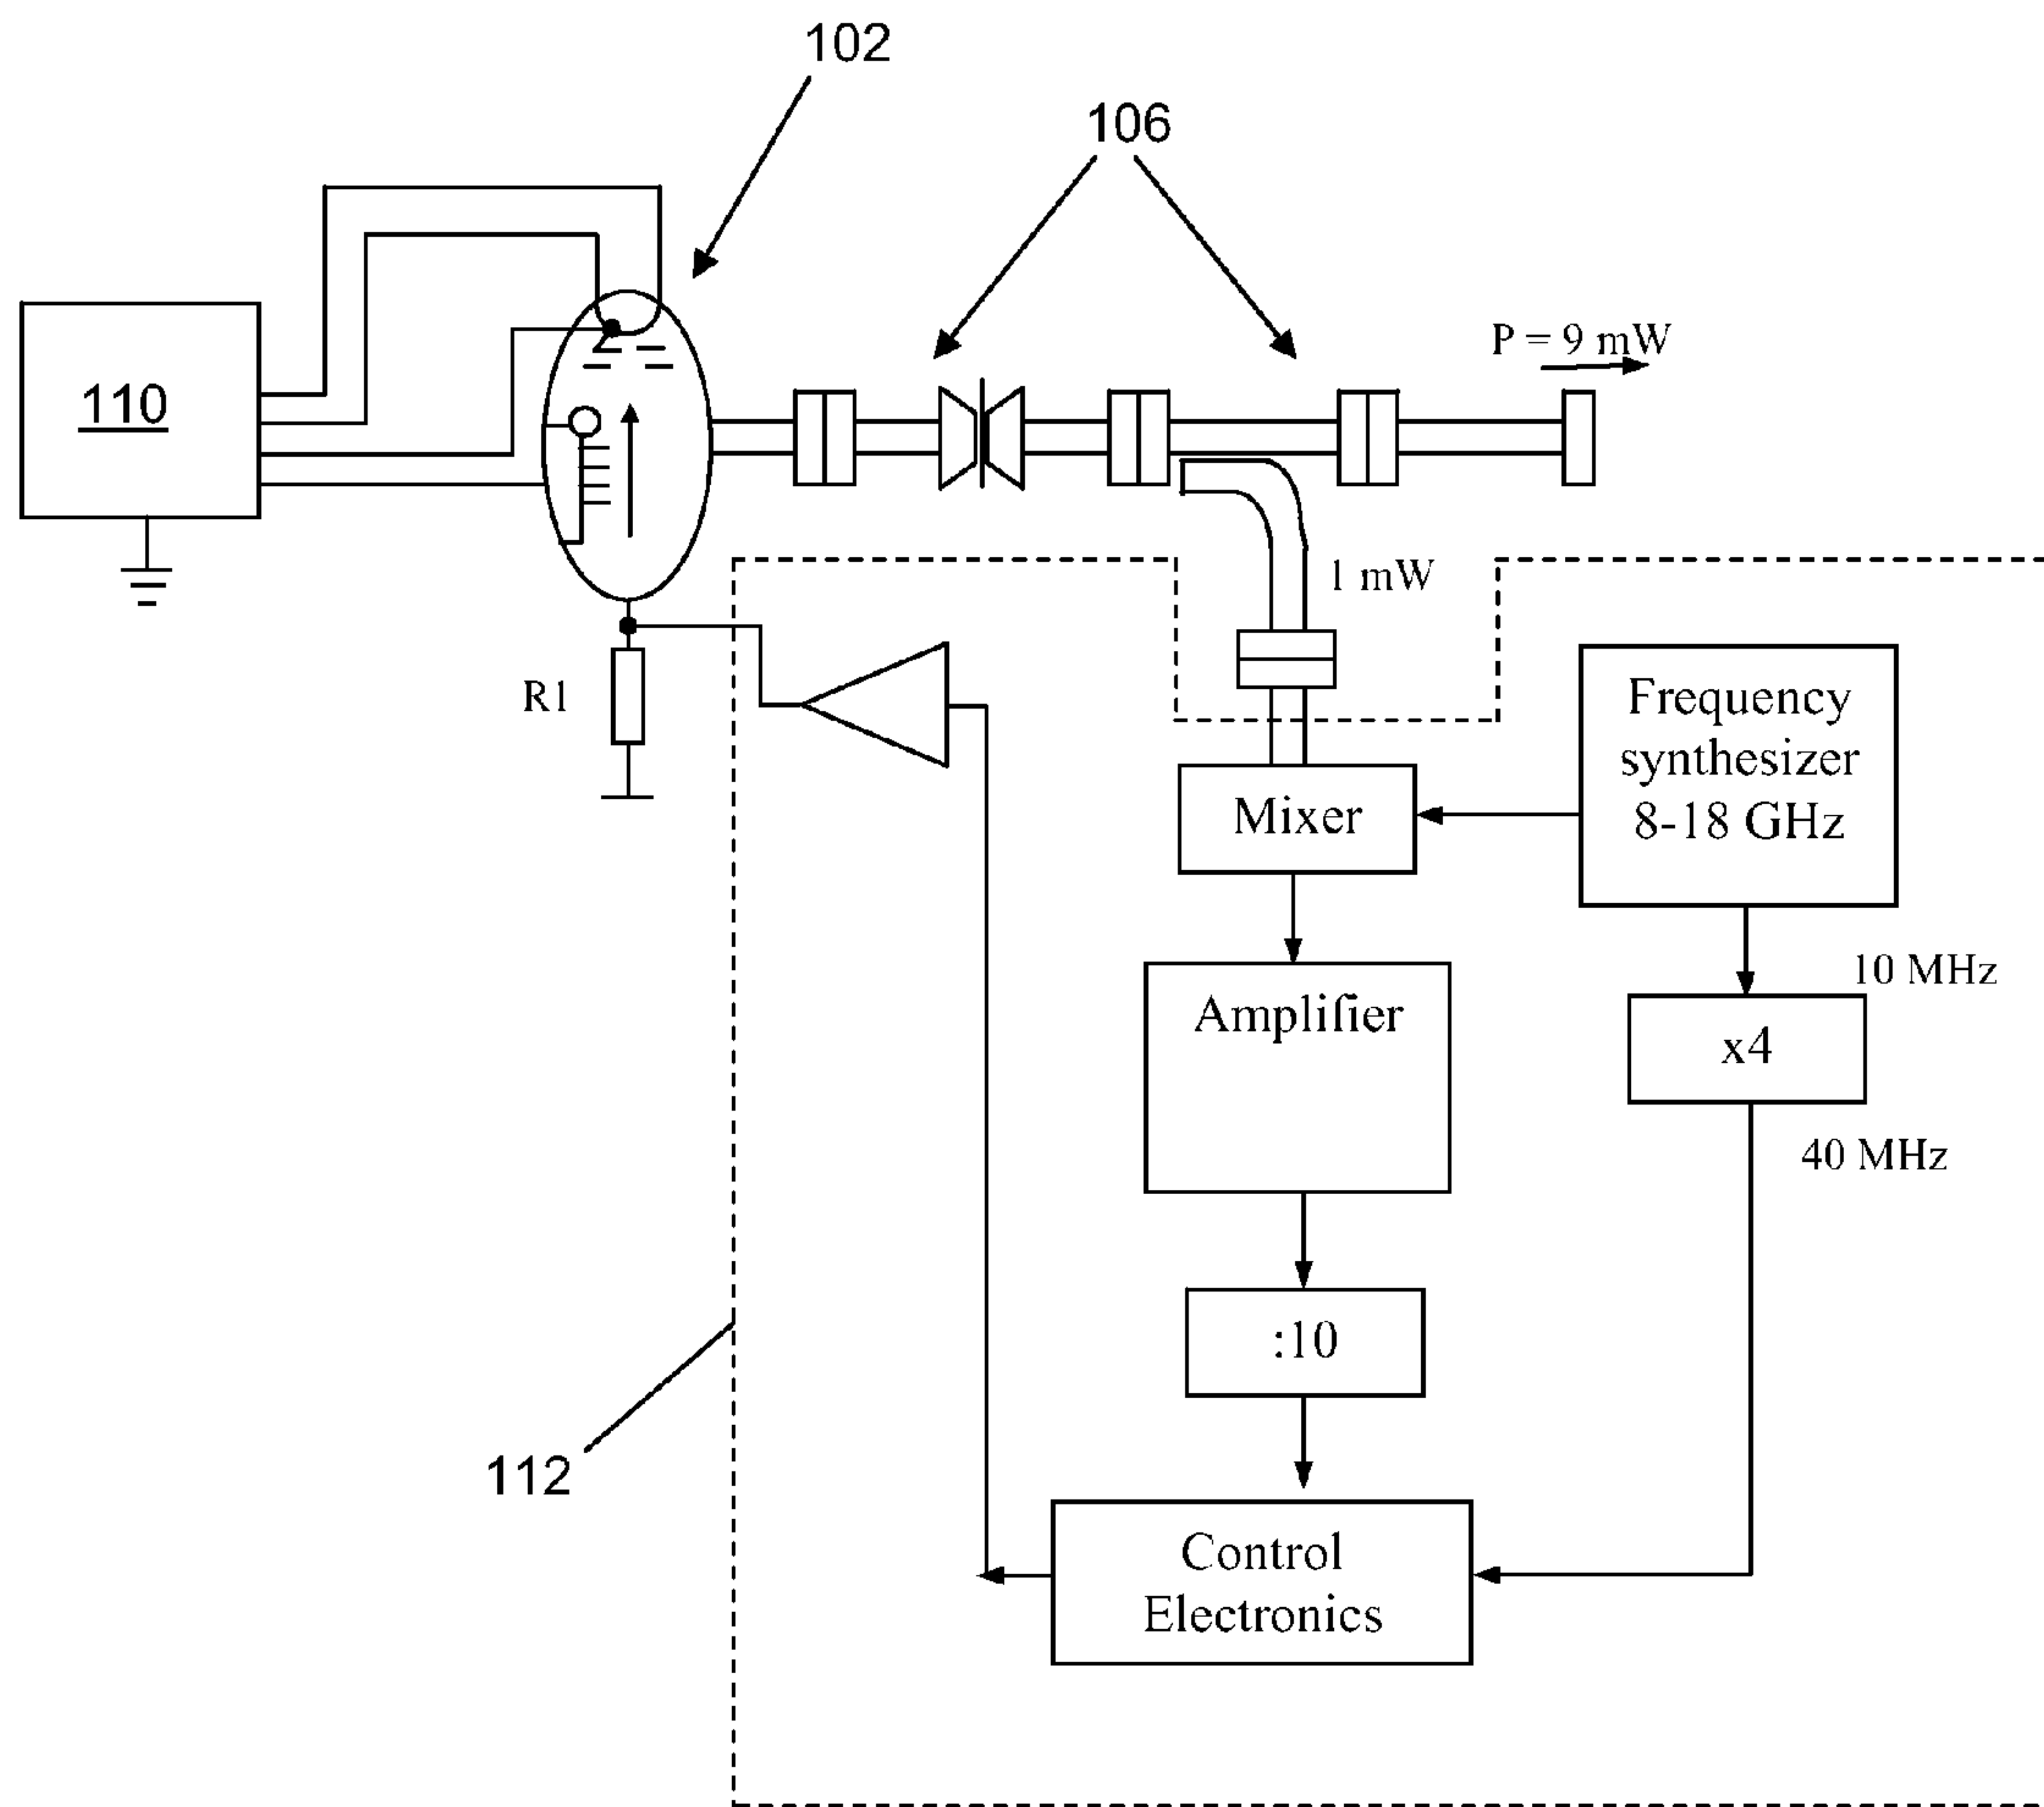 102
106
P = 9 mW
110
1 mW
R1
Frequency
synthesizer
8-18 GHz
Mixer
10 MHz
Amplifier
x4
40 MHz
:10
112
Control
Electronics